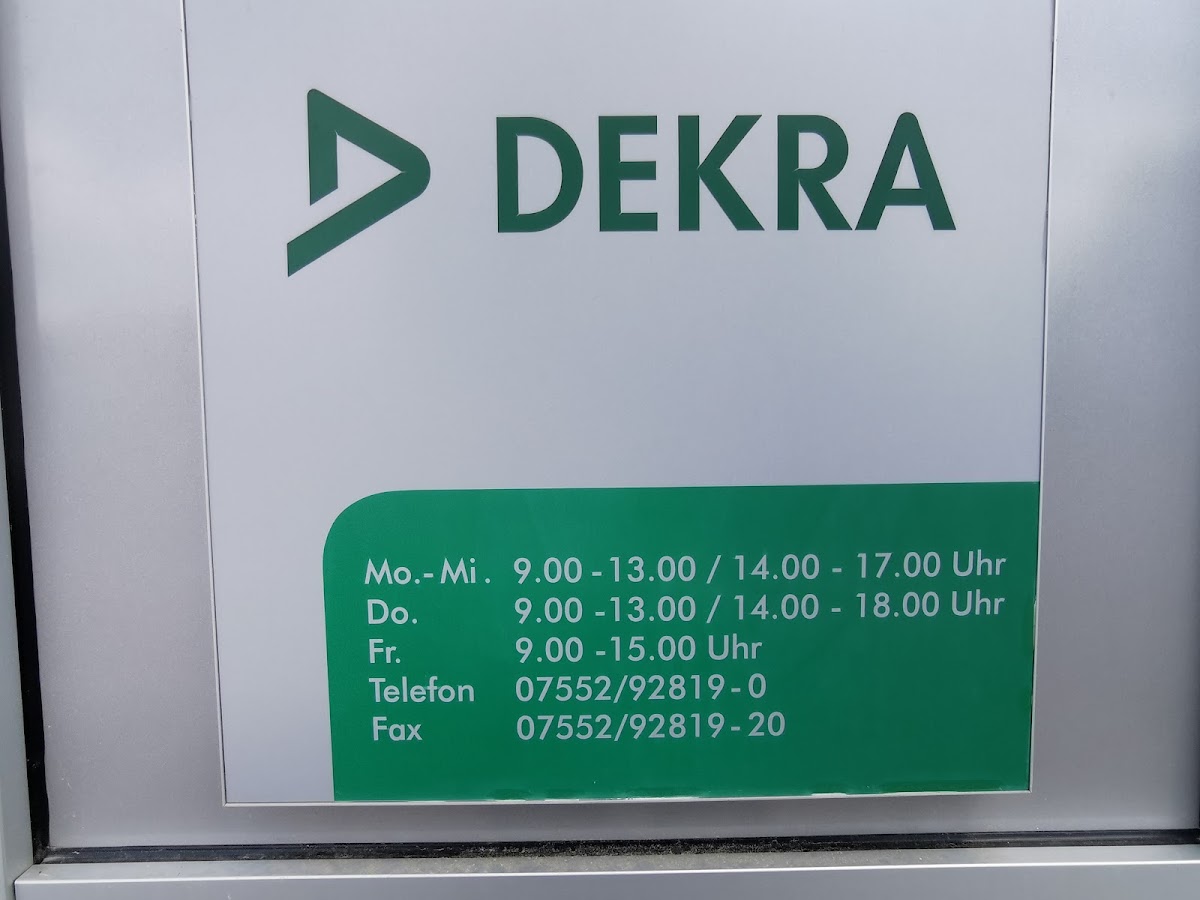 DEKRA
Mo.-Mi. 9.00 -13.00 / 14.00 - 17.00 Uhr
Do. 9.00 -13.00 / 14.00 - 18.00 Uhr
Fr. 9.00 -15.00 Uhr
Telefon 07552/92819-0
Fax 07552/92819-20